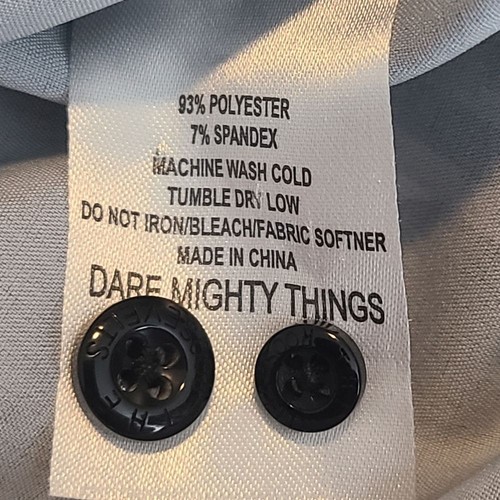 93% POLYESTER
7% SPANDEX
MACHINE WASH COLD
TUMBLE DRY LOW
DO NOT IRON/BLEACH/FABRIC SOFTNER
MADE IN CHINA
DARE MIGHTY THINGS